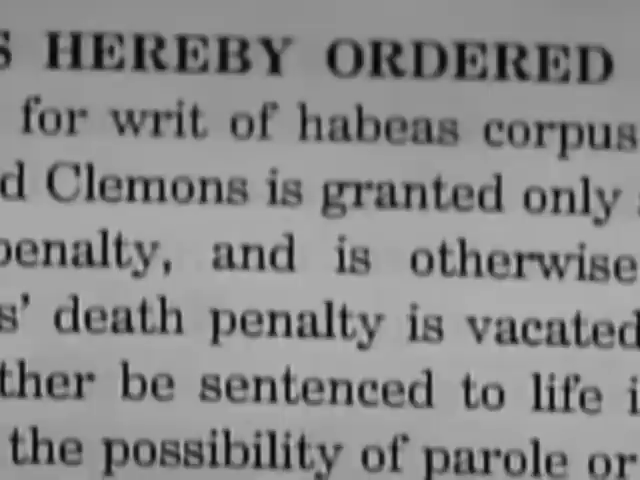 S HEREBY ORDERED
for writ of habeas corpus
d Clemons is granted only
penalty, and is otherwise
s' death penalty is vacated
ther be sentenced to life i
the possibility of parole or